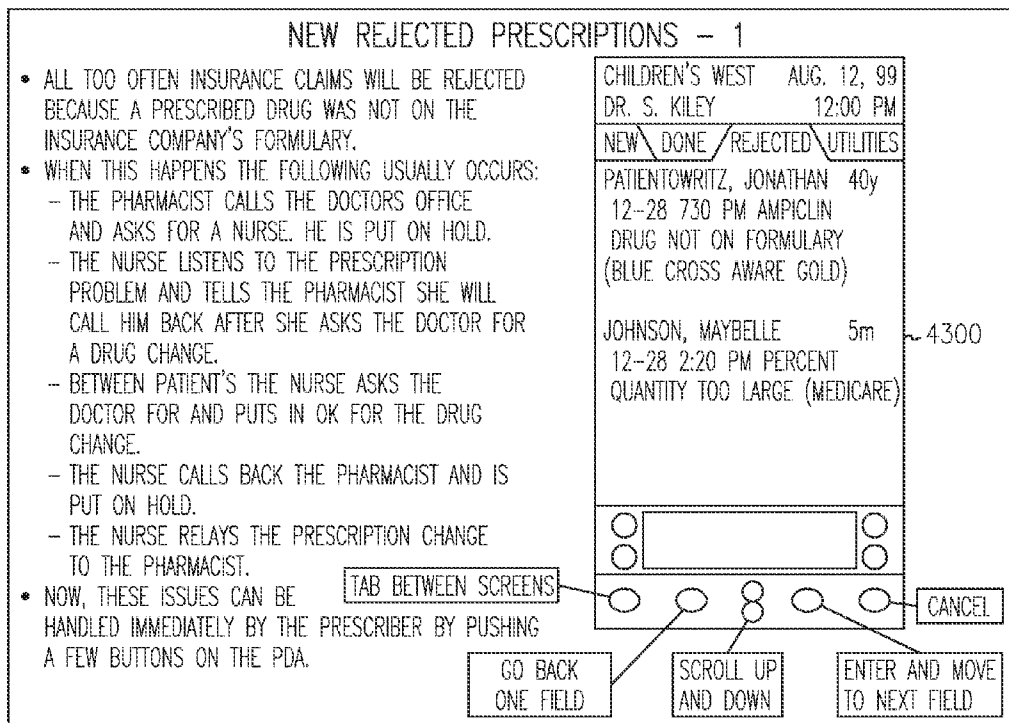 NEW REJECTED PRESCRIPTIONS – 1
• ALL TOO OFTEN INSURANCE CLAIMS WILL BE REJECTED
BECAUSE A PRESCRIBED DRUG WAS NOT ON THE
INSURANCE COMPANY'S FORMULARY.
• WHEN THIS HAPPENS THE FOLLOWING USUALLY OCCURS:
– THE PHARMACIST CALLS THE DOCTORS OFFICE
AND ASKS FOR A NURSE. HE IS PUT ON HOLD.
– THE NURSE LISTENS TO THE PRESCRIPTION
PROBLEM AND TELLS THE PHARMACIST SHE WILL
CALL HIM BACK AFTER SHE ASKS THE DOCTOR FOR
A DRUG CHANGE.
– BETWEEN PATIENT'S THE NURSE ASKS THE
DOCTOR FOR AND PUTS IN OK FOR THE DRUG
CHANGE.
– THE NURSE CALLS BACK THE PHARMACIST AND IS
PUT ON HOLD.
– THE NURSE RELAYS THE PRESCRIPTION CHANGE
TO THE PHARMACIST.
• NOW, THESE ISSUES CAN BE
HANDLED IMMEDIATELY BY THE PRESCRIBER BY PUSHING
A FEW BUTTONS ON THE PDA.
CHILDREN'S WEST AUG. 12, 99
DR. S. KILEY 12:00 PM
NEW DONE REJECTED UTILITIES
PATIENTOWRITZ, JONATHAN 40y
12–28 730 PM AMPICLIN
DRUG NOT ON FORMULARY
(BLUE CROSS AWARE GOLD)
JOHNSON, MAYBELLE 5m
12–28 2:20 PM PERCENT
QUANTITY TOO LARGE (MEDICARE)
4300
TAB BETWEEN SCREENS
CANCEL
GO BACK
ONE FIELD
SCROLL UP
AND DOWN
ENTER AND MOVE
TO NEXT FIELD